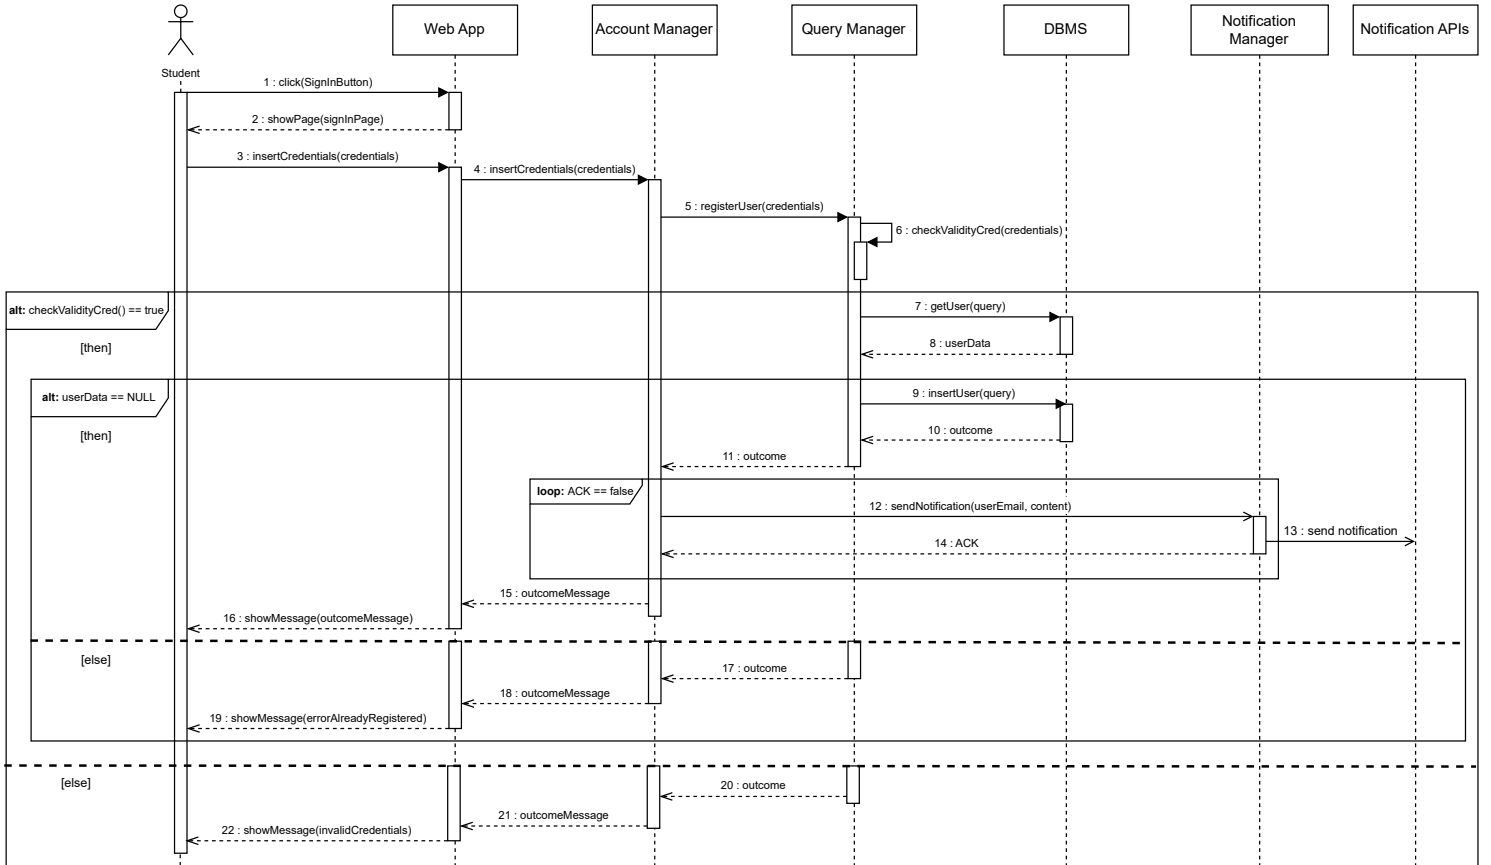 Student
Web App
Account Manager
Query Manager
DBMS
Notification
Manager
Notification APIs
1 : click(SignInButton)
2 : showPage(signInPage)
3 : insertCredentials(credentials)
4 : insertCredentials(credentials)
5 : registerUser(credentials)
6 : checkValidityCred(credentials)
alt: checkValidityCred() == true
[then]
7 : getUser(query)
8 : userData
alt: userData == NULL
[then]
9 : insertUser(query)
10 : outcome
11 : outcome
loop: ACK == false
12 : sendNotification(userEmail, content)
13 : send notification
14 : ACK
15 : outcomeMessage
16 : showMessage(outcomeMessage)
[else]
17 : outcome
18 : outcomeMessage
19 : showMessage(errorAlreadyRegistered)
[else]
20 : outcome
21 : outcomeMessage
22 : showMessage(invalidCredentials)